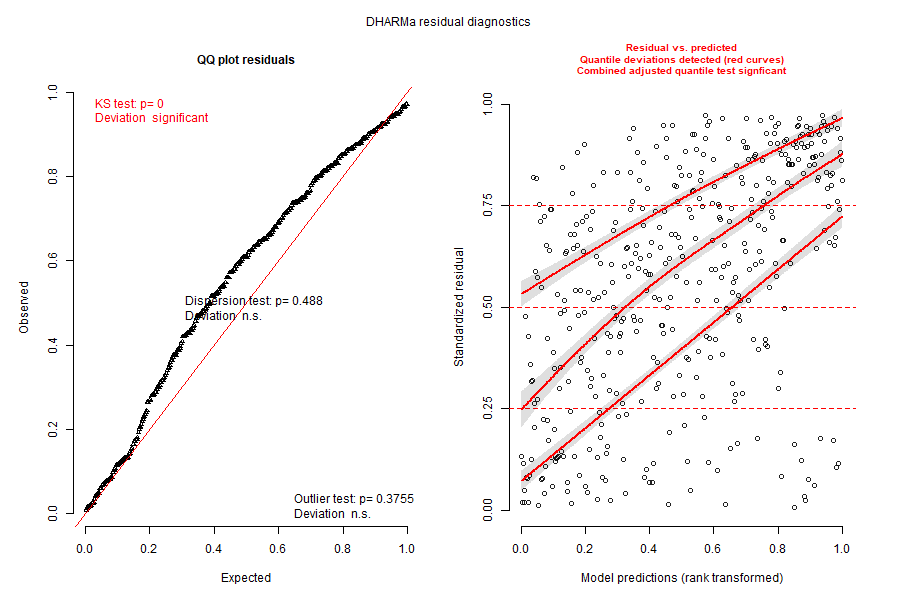 DHARMa residual diagnostics
QQ plot residuals
KS test: p= 0
Deviation significant
Dispersion test: p= 0.488
Deviation n.s.
Outlier test: p= 0.3755
Deviation n.s.
Observed
0.0 0.2 0.4 0.6 0.8 1.0
0.0 0.2 0.4 0.6 0.8 1.0
Expected
Residual vs. predicted
Quantile deviations detected (red curves)
Combined adjusted quantile test signficant
Standardized residual
0.00 0.25 0.50 0.75 1.00
0.0 0.2 0.4 0.6 0.8 1.0
Model predictions (rank transformed)